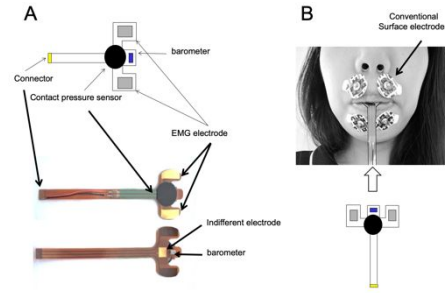 A
barometer
Connector
Contact pressure sensor
EMG electrode
Indifferent electrode
barometer
B
Conventional
Surface electrode